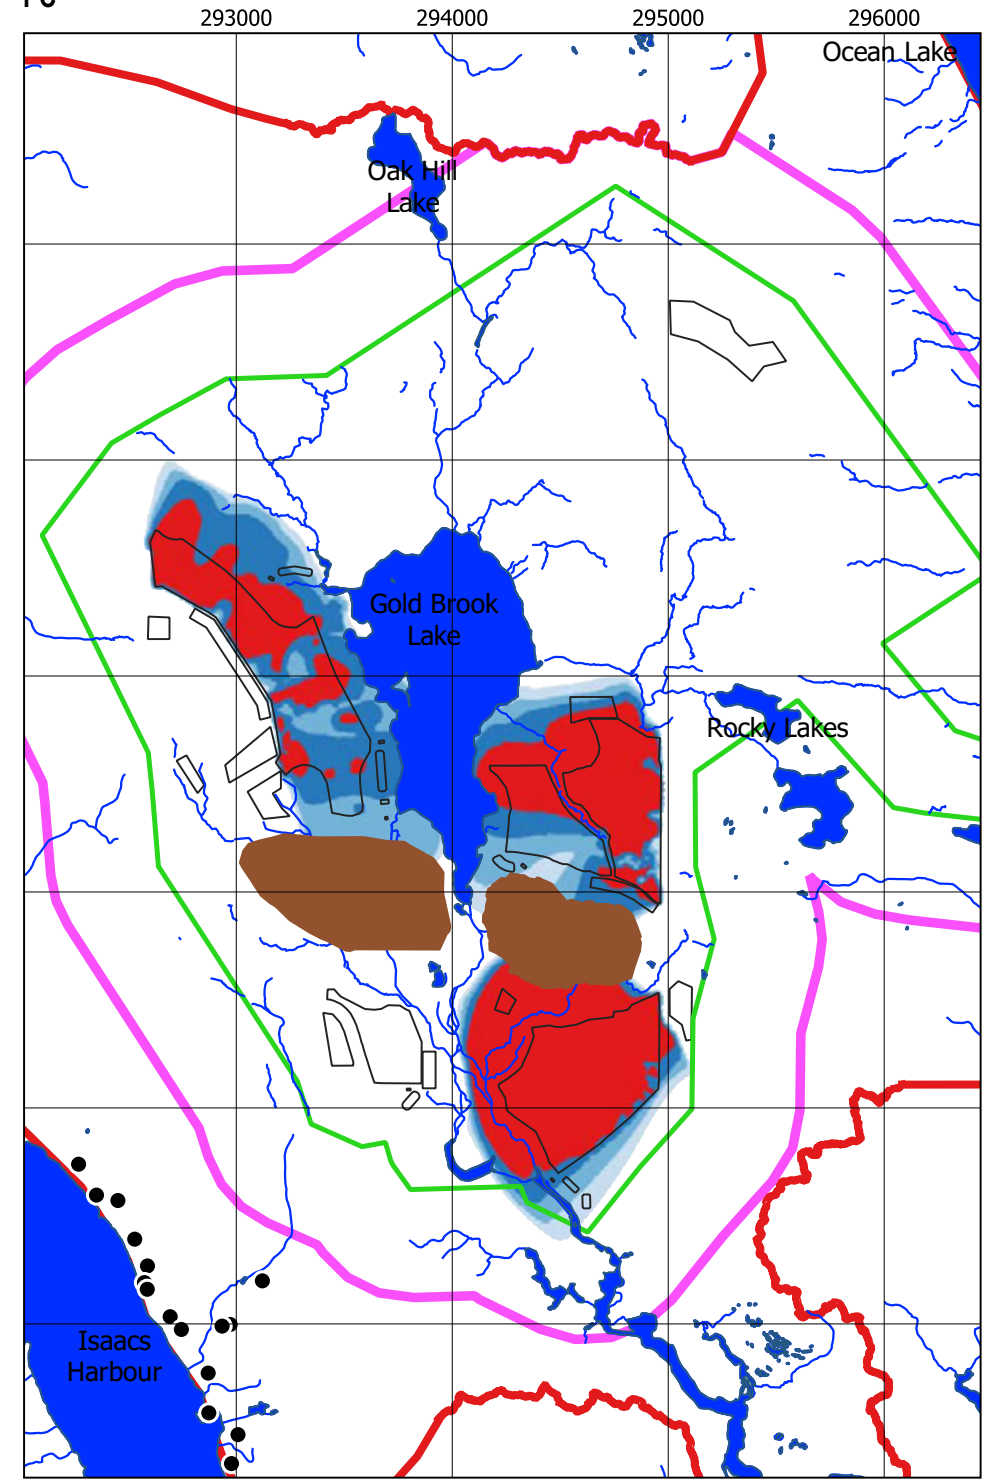 293000 294000 295000 296000
Ocean Lake
Oak Hill
Lake
Gold Brook
Lake
Rocky Lakes
Isaacs
Harbour